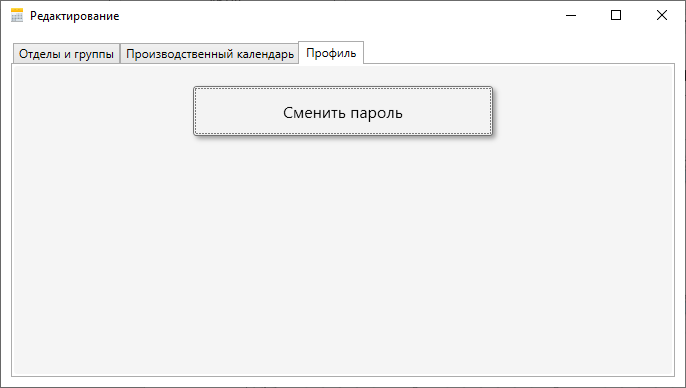 Редактирование
Отделы и группы Производственный календарь Профиль
Сменить пароль